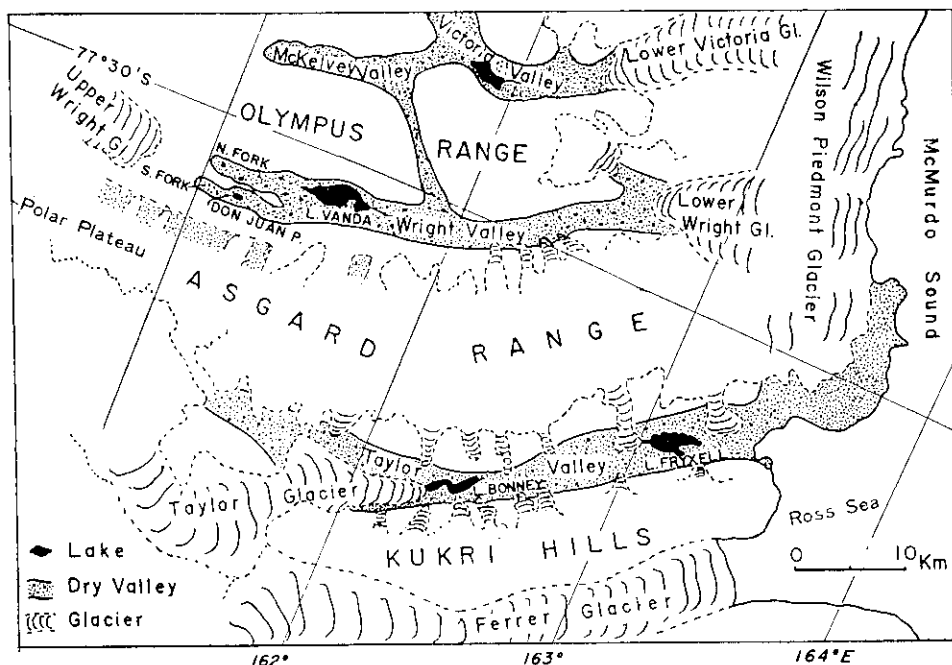 77°30'S
Upper
Wright Gl.
McKelvey Valley
Victoria Valley
Lower Victoria Gl.
Wilson Piedmont Glacier
McMurdo Sound
OLYMPUS
RANGE
N. FORK
S. FORK
DON JUAN P.
L. VANDA
Wright Valley
Lower
Wright Gl.
Polar Plateau
ASGARD
RANGE
Taylor
Valley
L. FRYXELL
Taylor Glacier
L. BONNEY
KUKRI HILLS
Ross Sea
0 10 Km
Ferrer Glacier
Lake
Dry Valley
Glacier
162° 163° 164°E